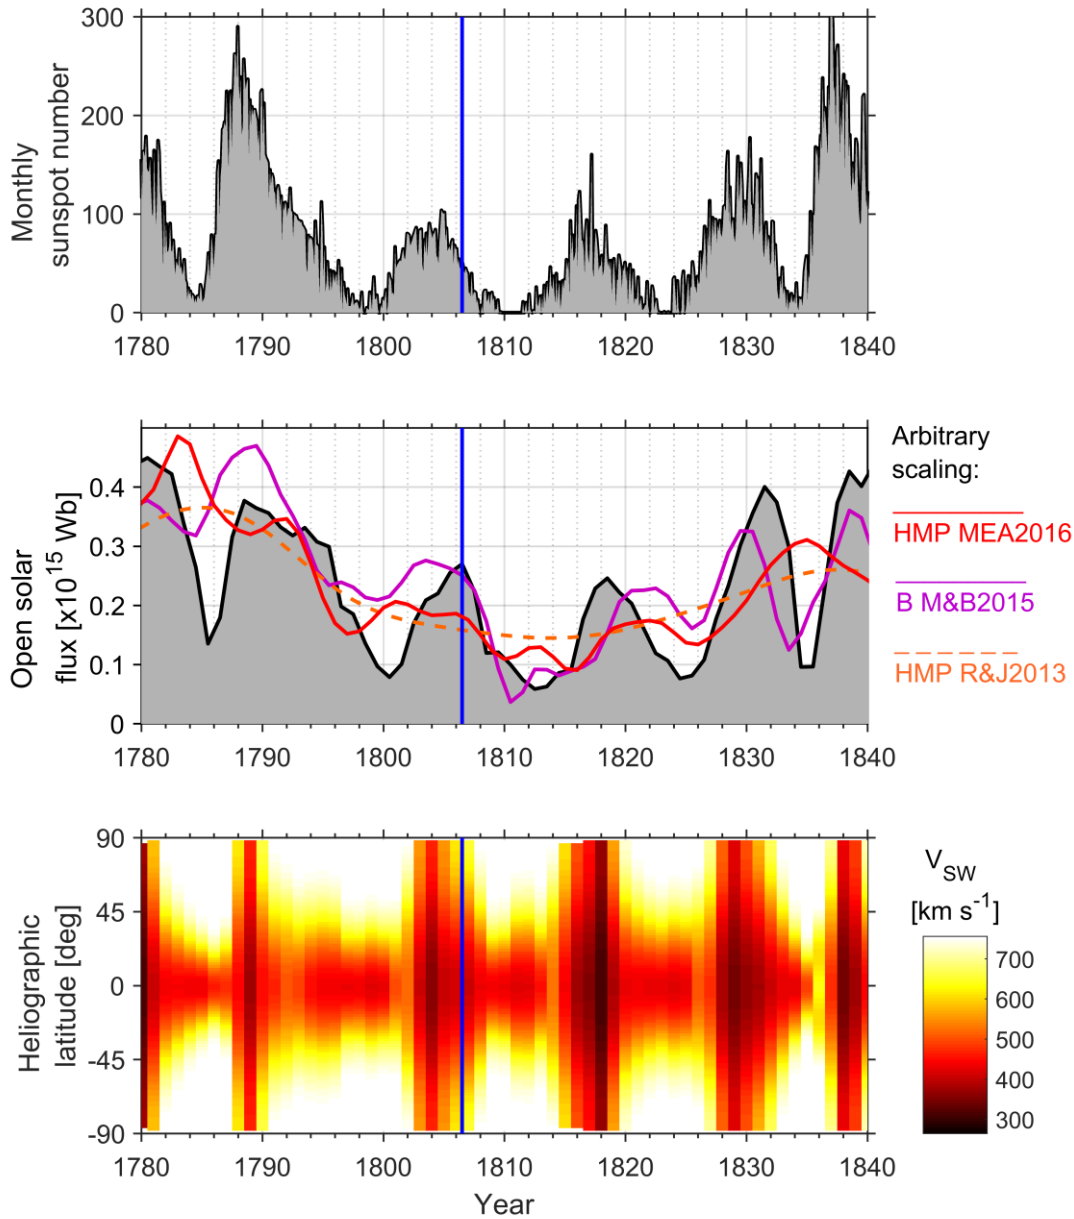 Monthly
sunspot number
300
200
100
0
1780
1790
1800
1810
1820
1830
1840
Open solar
flux [x10^15 Wb]
0.4
0.3
0.2
0.1
0
1780
1790
1800
1810
1820
1830
1840
Arbitrary
scaling:
HMP MEA2016
B M&B2015
HMP R&J2013
Heliographic
latitude [deg]
90
45
0
-45
-90
1780
1790
1800
1810
1820
1830
1840
Year
V_SW
[km s^-1]
700
600
500
400
300